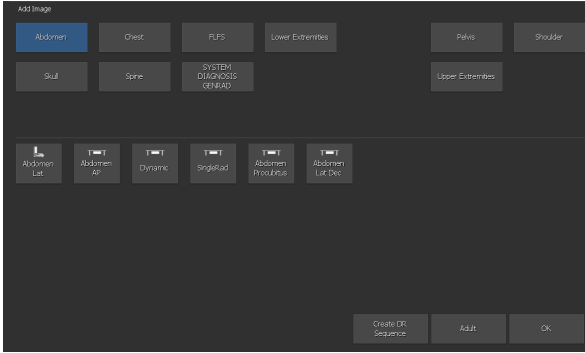 Add Image
Abdomen
Chest
FLFS
Lower Extremities
Pelvis
Shoulder
Skull
Spine
SYSTEM
DIAGNOSIS
GENRAD
Upper Extremities
Abdomen
Lat
Abdomen
AP
Dynamic
SingleRad
Abdomen
Procubitus
Abdomen
Lat Dec
Create DR
Sequence
Adult
OK